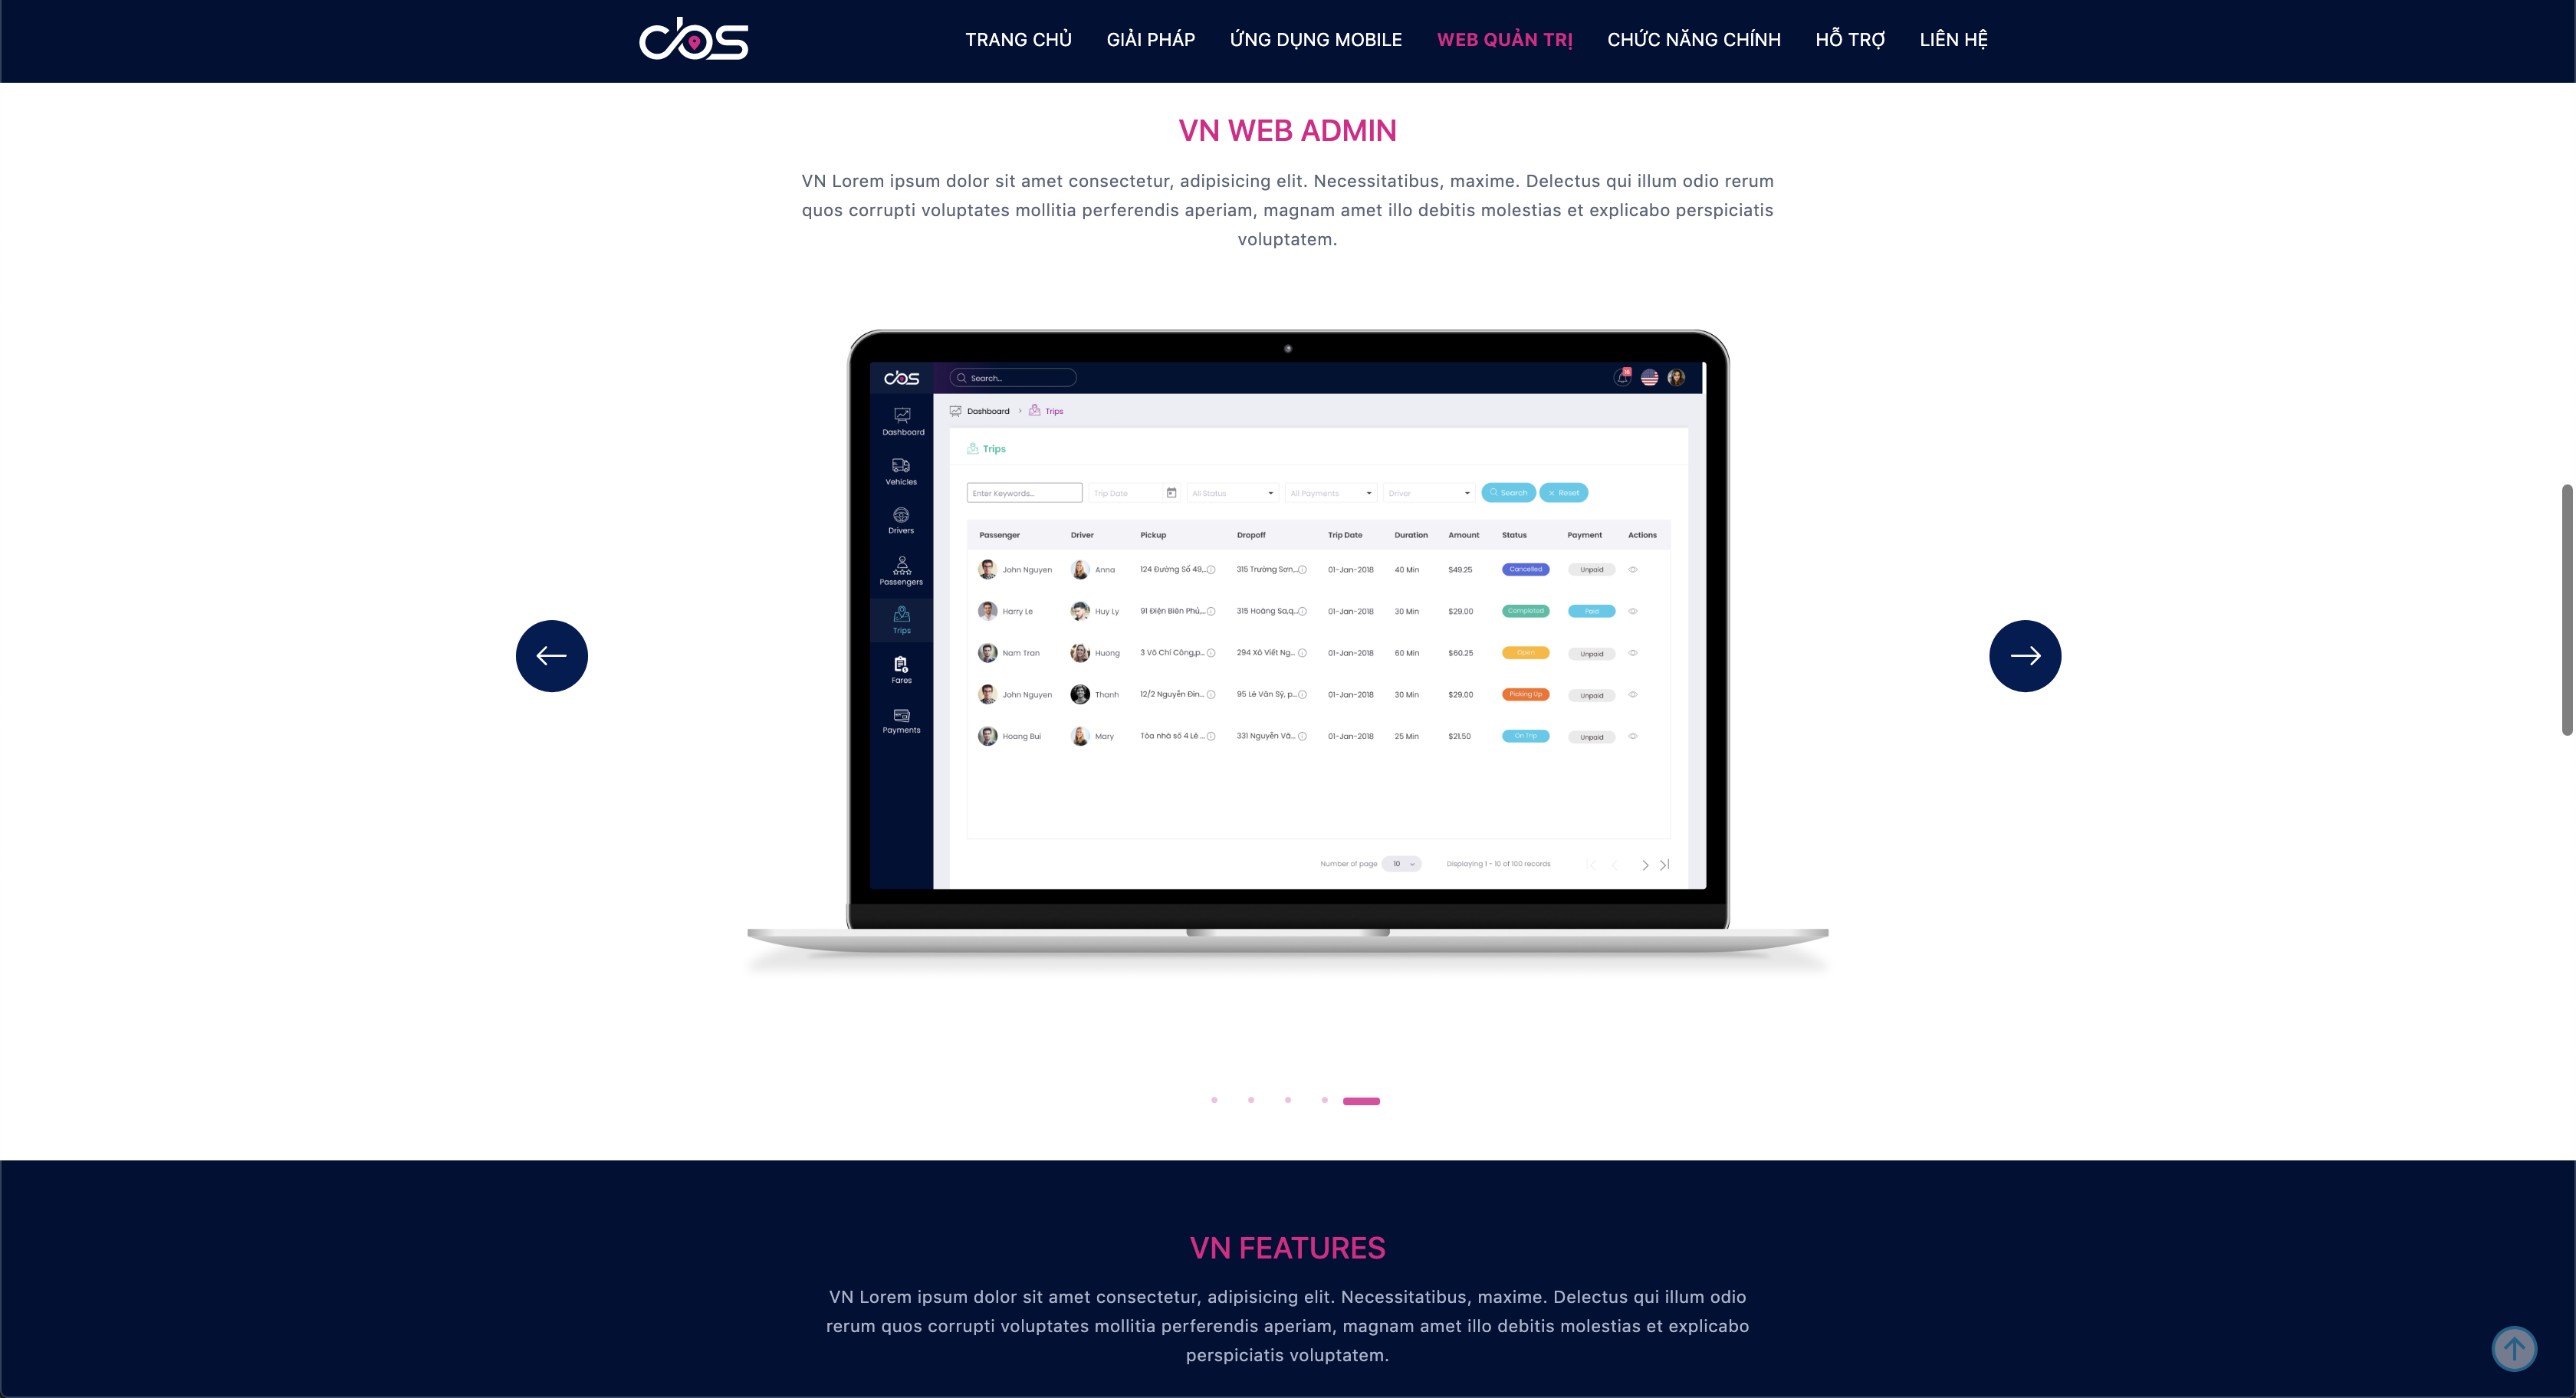 cbs
TRANG CHỦ GIẢI PHÁP ỨNG DỤNG MOBILE WEB QUẢN TRỊ CHỨC NĂNG CHÍNH HỖ TRỢ LIÊN HỆ
VN WEB ADMIN
VN Lorem ipsum dolor sit amet consectetur, adipisicing elit. Necessitatibus, maxime. Delectus qui illum odio rerum
quos corrupti voluptates mollitia perferendis aperiam, magnam amet illo debitis molestias et explicabo perspiciatis
voluptatem.
cbs Search...
Dashboard > Trips
Dashboard
Vehicles
Drivers
Passengers
Trips
Fares
Payments
Trips
Enter Keywords... Trip Date All Status All Payments Driver Search × Reset
Passenger Driver Pickup Dropoff Trip Date Duration Amount Status Payment Actions
John Nguyen Anna 124 Đường Số 49,... 315 Trường Sơn,... 01-Jan-2018 40 Min $49.25 Cancelled Unpaid
Harry Le Huy Ly 91 Điện Biên Phủ,... 315 Hoàng Sa,q... 01-Jan-2018 30 Min $29.00 Completed Paid
Nam Tran Huong 3 Võ Chí Công,p... 294 Xô Viết Ng... 01-Jan-2018 60 Min $60.25 Open Unpaid
John Nguyen Thanh 12/2 Nguyễn Đìn... 95 Lê Văn Sỹ, p... 01-Jan-2018 30 Min $29.00 Picking Up Unpaid
Hoang Bui Mary Tòa nhà số 4 Lê ... 331 Nguyễn Vă... 01-Jan-2018 25 Min $21.50 On Trip Unpaid
Number of page 10 Displaying 1 - 10 of 100 records
VN FEATURES
VN Lorem ipsum dolor sit amet consectetur, adipisicing elit. Necessitatibus, maxime. Delectus qui illum odio
rerum quos corrupti voluptates mollitia perferendis aperiam, magnam amet illo debitis molestias et explicabo
perspiciatis voluptatem.